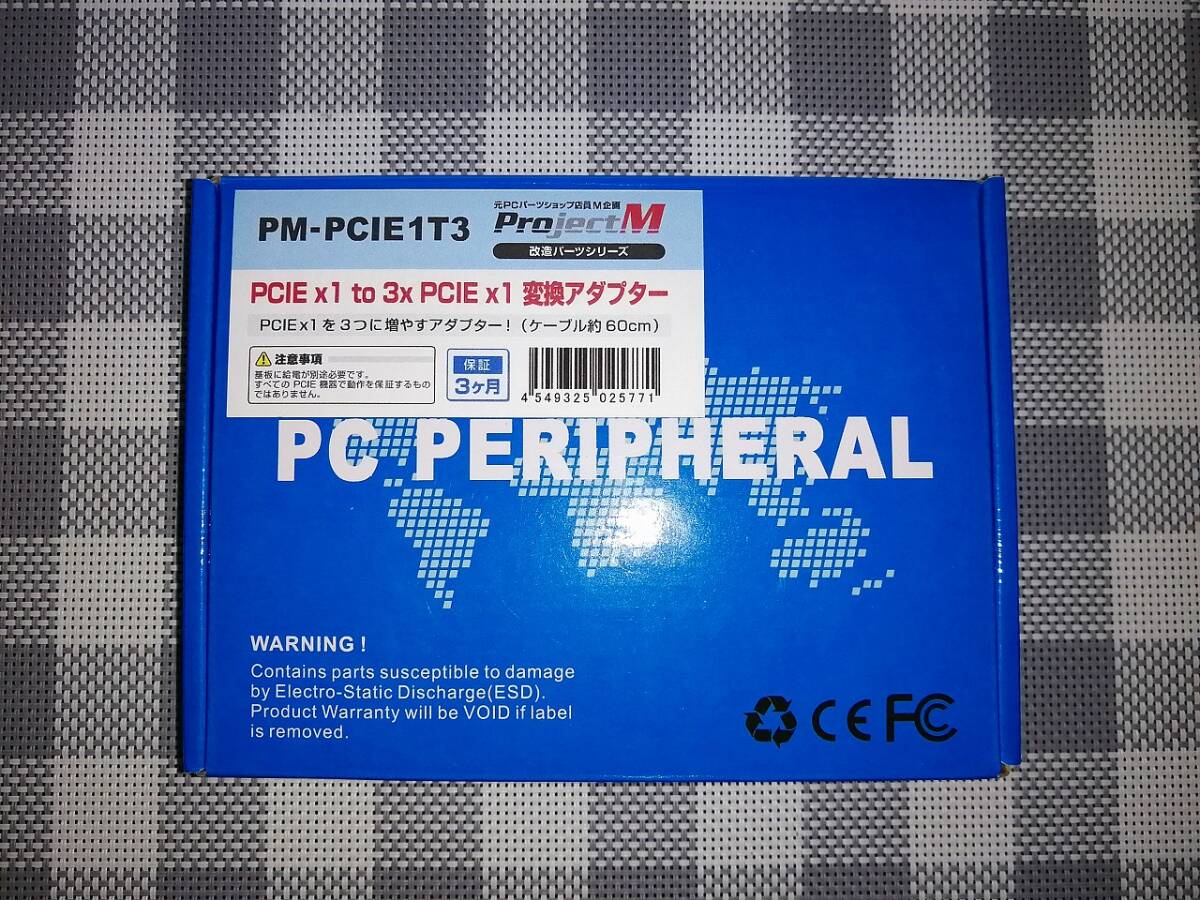 PM-PCIE1T3
元PCパーツショップ店員M企画
ProjectM
改造パーツシリーズ
PCIE x1 to 3x PCIE x1 変換アダプター
PCIE x1 を3つに増やすアダプター!(ケーブル約60cm)
注意事項
基板に給電が別途必要です。
すべての PCIE 機器で動作を保証するもの
ではありません。
保証
3ヶ月
4 549325 025771
PC PERIPHERAL
WARNING !
Contains parts susceptible to damage
by Electro-Static Discharge(ESD).
Product Warranty will be VOID if label
is removed.
CE FC